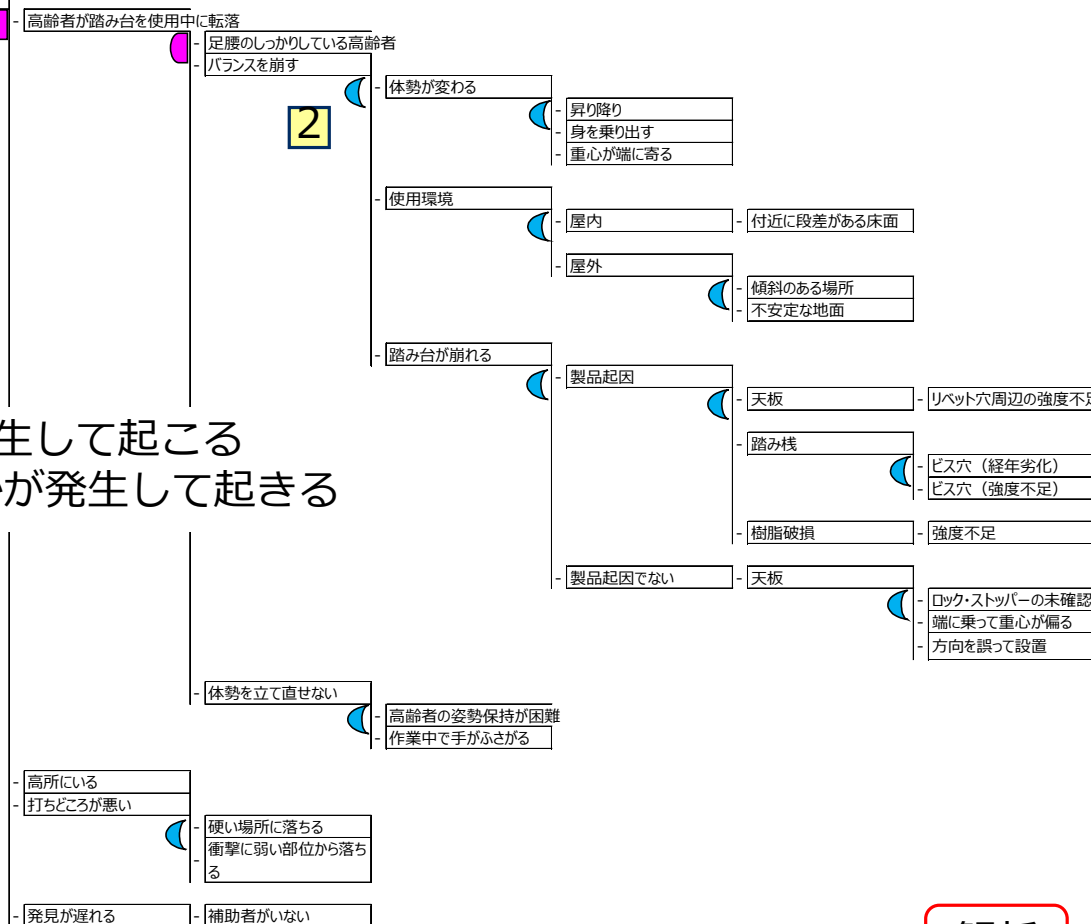 - 高齢者が踏み台を使用中に転落
- 足腰のしっかりしている高齢者
- バランスを崩す
2
- 体勢が変わる
- 昇り降り
- 身を乗り出す
- 重心が端に寄る
- 使用環境
- 屋内 - 付近に段差がある床面
- 屋外
- 傾斜のある場所
- 不安定な地面
- 踏み台が崩れる
- 製品起因
- 天板 - リベット穴周辺の強度不足
- 踏み桟
- ビス穴（経年劣化）
- ビス穴（強度不足）
- 樹脂破損 - 強度不足
- 製品起因でない - 天板
- ロック・ストッパーの未確認
- 端に乗って重心が偏る
- 方向を誤って設置
生して起こる
が発生して起きる
- 体勢を立て直せない
- 高齢者の姿勢保持が困難
- 作業中で手がふさがる
- 高所にいる
- 打ちどころが悪い
- 硬い場所に落ちる
- 衝撃に弱い部位から落ち
る
- 発見が遅れる - 補助者がいない